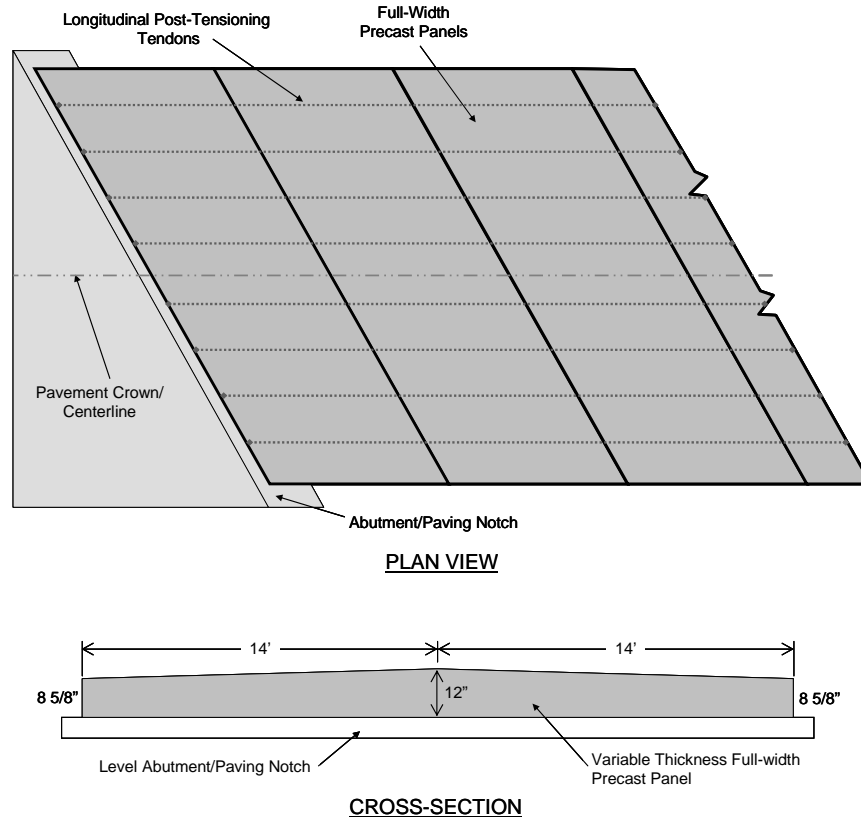 Longitudinal Post-Tensioning
Tendons
Full-Width
Precast Panels
Pavement Crown/
Centerline
Abutment/Paving Notch
PLAN VIEW
14’
14’
8 5/8”
12”
8 5/8”
Level Abutment/Paving Notch
Variable Thickness Full-width
Precast Panel
CROSS-SECTION